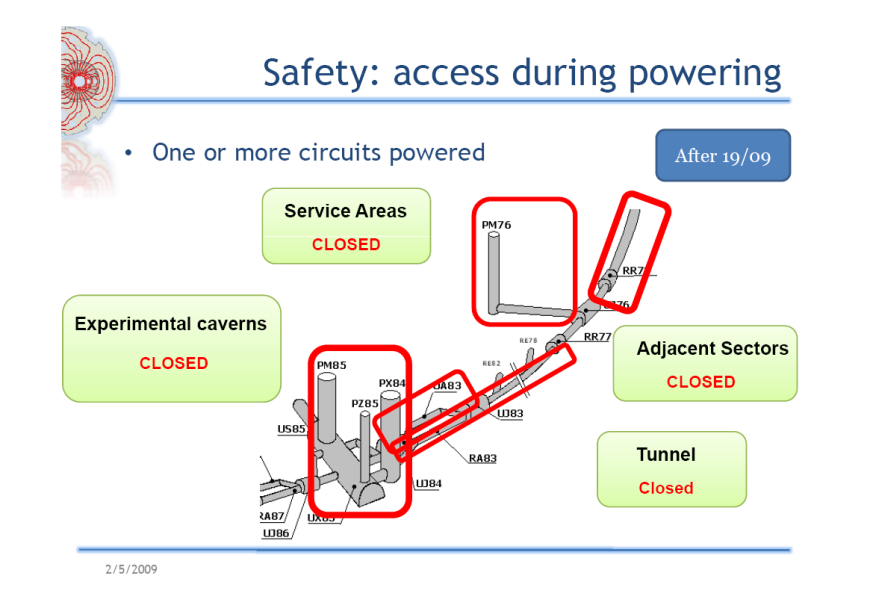 Safety: access during powering
• One or more circuits powered
After 19/09
Service Areas
CLOSED
PM76
Experimental caverns
CLOSED
RR77
RE78
RE82
Adjacent Sectors
CLOSED
PM85
PX84
UA83
PZ85
UJ83
US85
RA83
Tunnel
Closed
UJ84
RA87
UJ86
2/5/2009